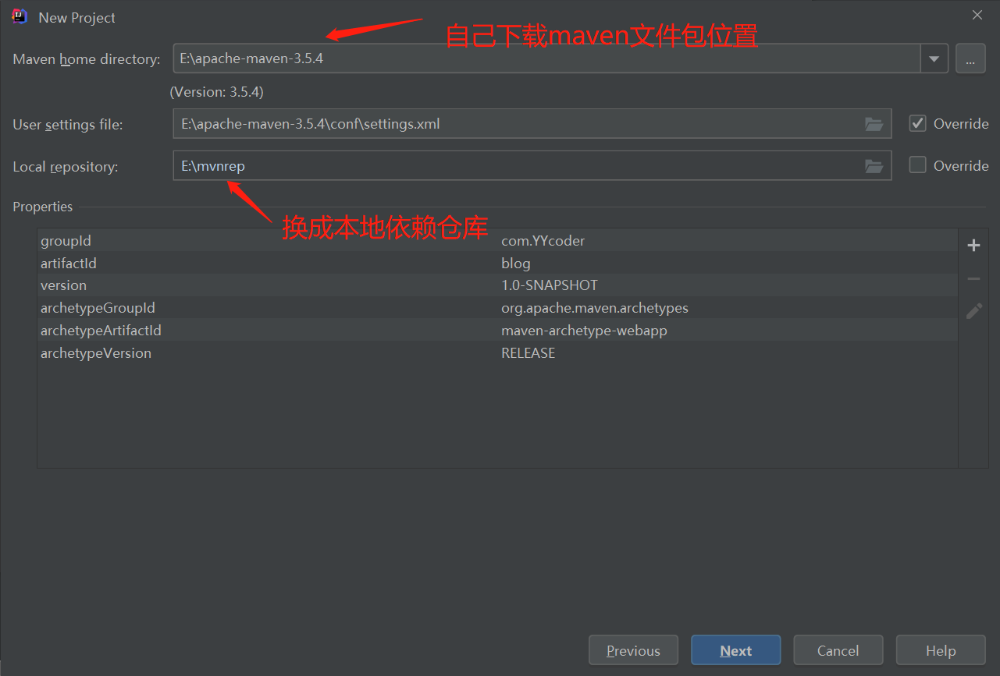 New Project
自己下载maven文件包位置
Maven home directory: E:\apache-maven-3.5.4 ...
(Version: 3.5.4)
User settings file: E:\apache-maven-3.5.4\conf\settings.xml Override
Local repository: E:\mvnrep Override
Properties
换成本地依赖仓库
groupId com.YYcoder
artifactId blog
version 1.0-SNAPSHOT
archetypeGroupId org.apache.maven.archetypes
archetypeArtifactId maven-archetype-webapp
archetypeVersion RELEASE
Previous Next Cancel Help